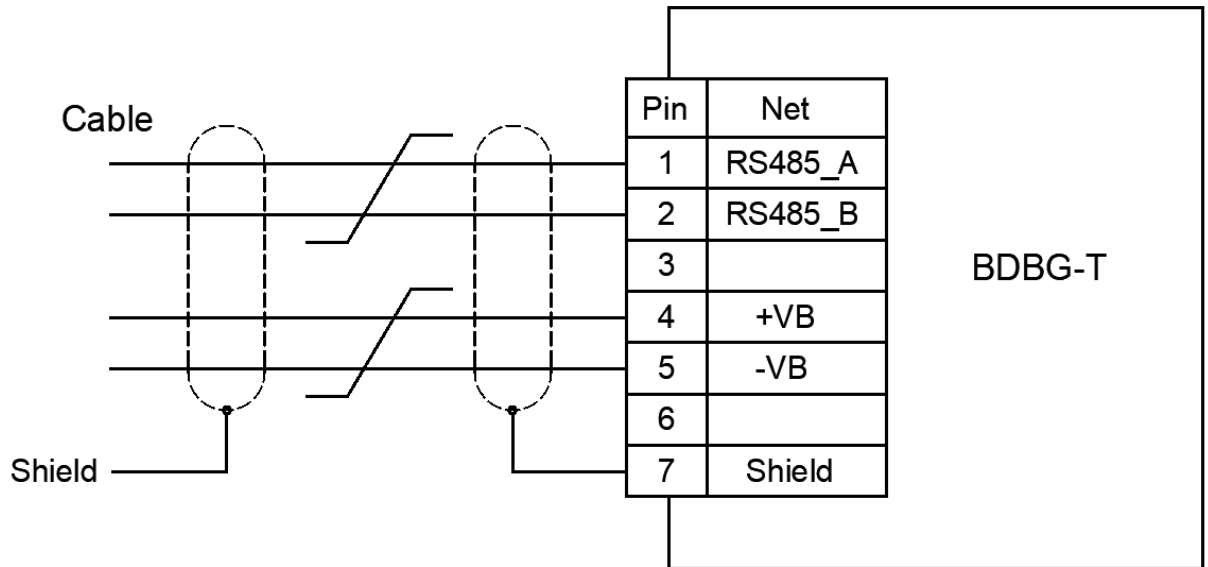 Cable
Pin Net
1 RS485_A
2 RS485_B
3
4 +VB
5 -VB
6
7 Shield
BDBG-T
Shield